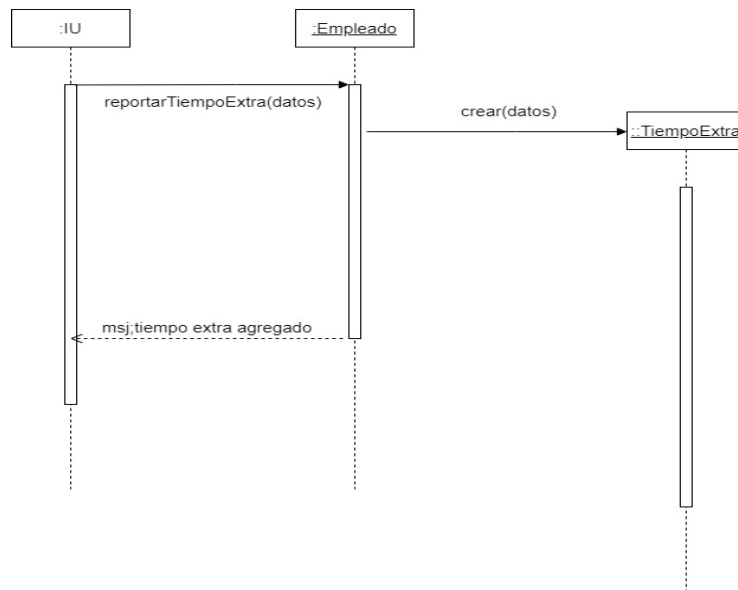 :IU
:Empleado
reportarTiempoExtra(datos)
crear(datos)
::TiempoExtra
msj;tiempo extra agregado